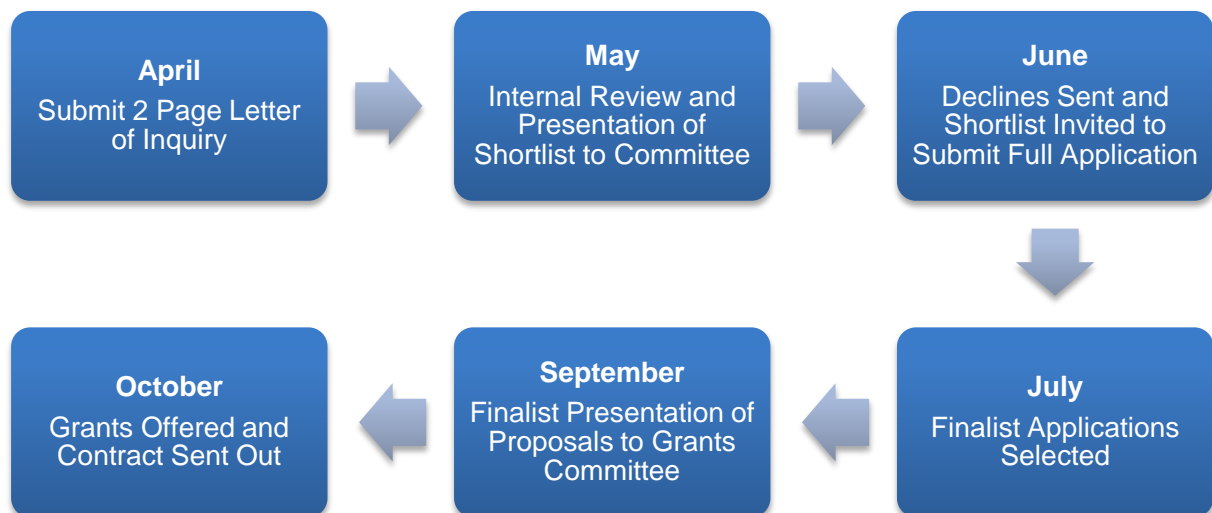 April
Submit 2 Page Letter
of Inquiry
May
Internal Review and
Presentation of
Shortlist to Committee
June
Declines Sent and
Shortlist Invited to
Submit Full Application
July
Finalist Applications
Selected
September
Finalist Presentation of
Proposals to Grants
Committee
October
Grants Offered and
Contract Sent Out